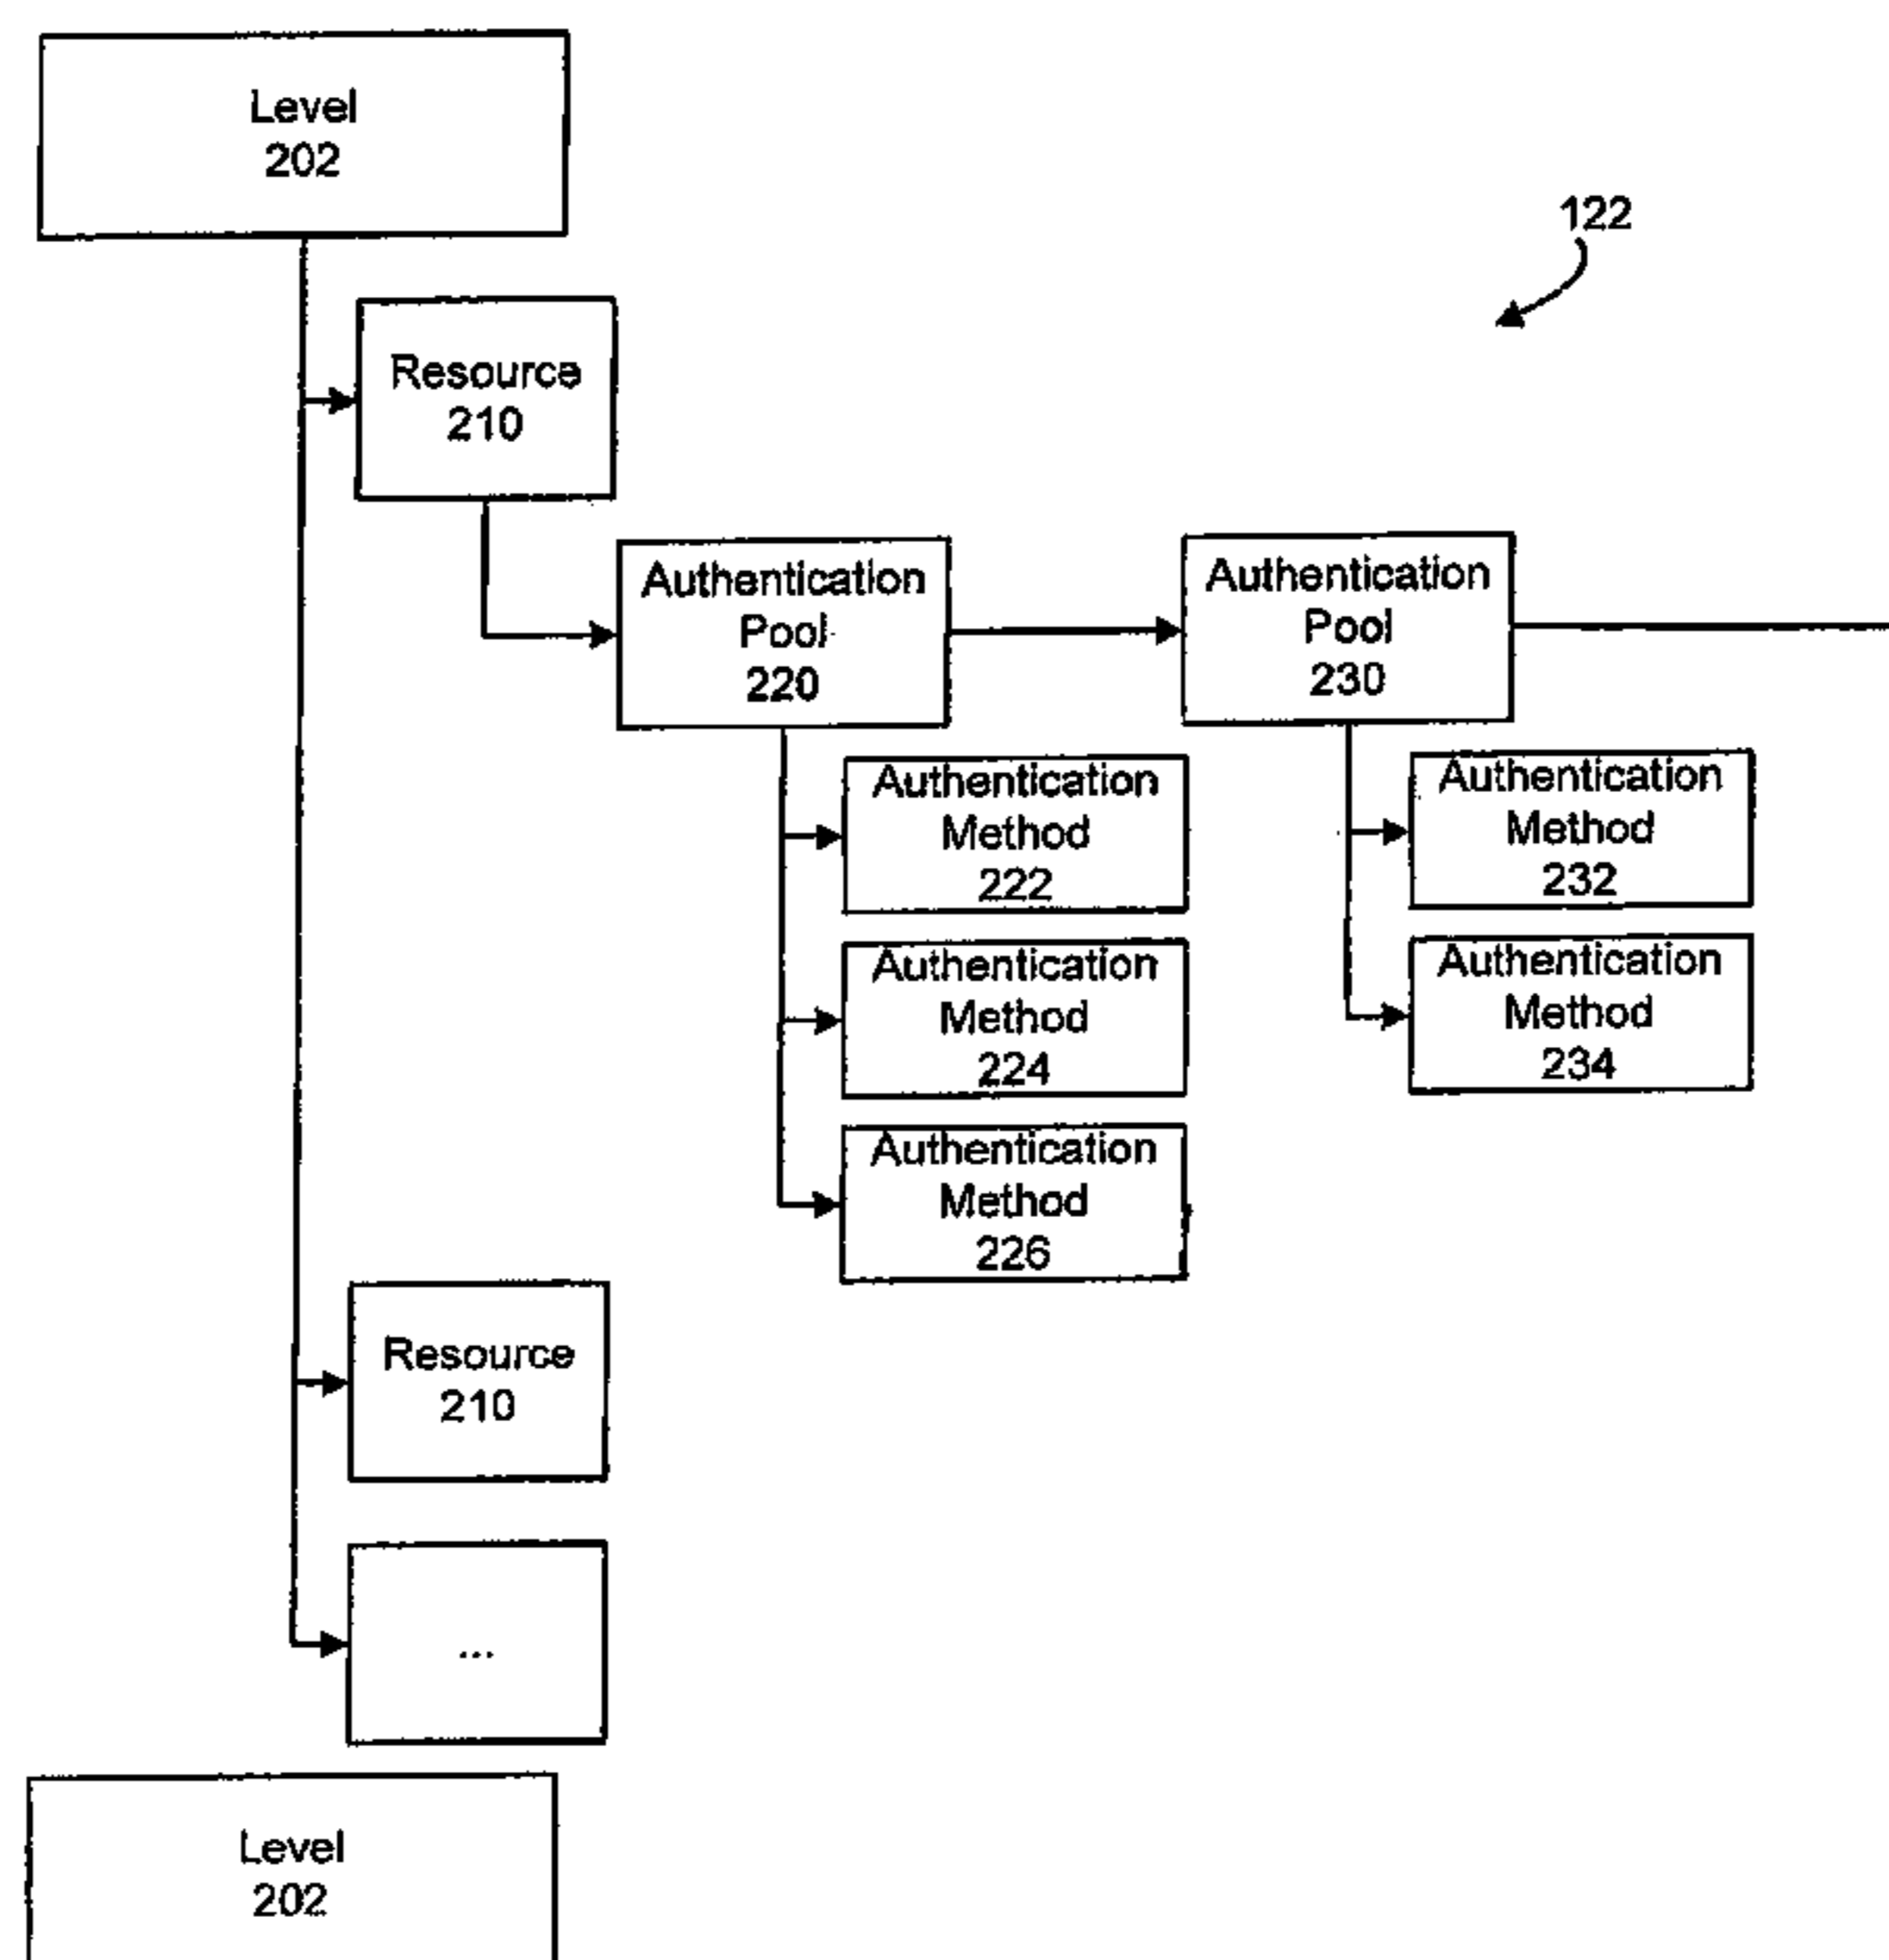 Level
202
122
Resource
210
Authentication
Pool
220
Authentication
Pool
230
Authentication
Method
222
Authentication
Method
232
Authentication
Method
224
Authentication
Method
234
Authentication
Method
226
Resource
210
...
Level
202